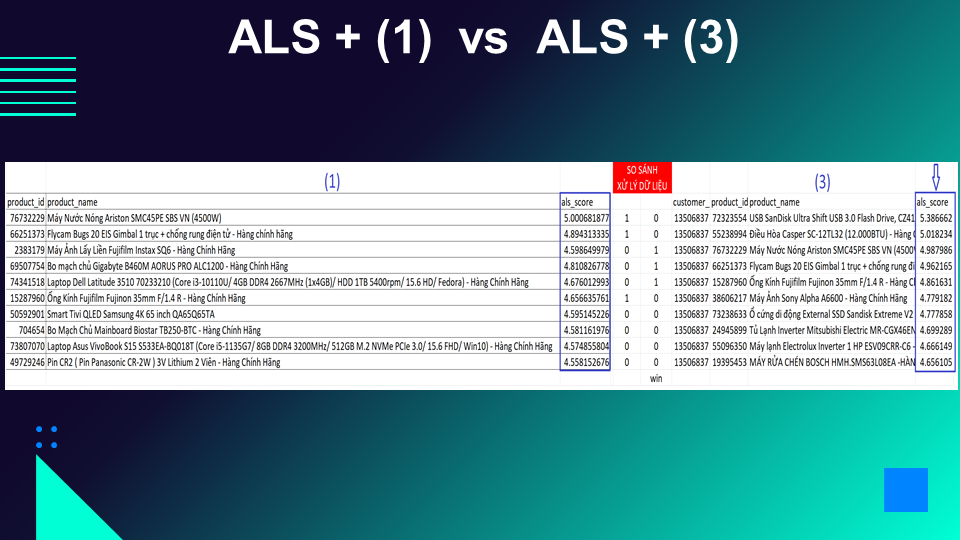 ALS + (1) vs ALS + (3)
(1) SO SÁNH (3)
XỬ LÝ DỮ LIỆU
product_id product_name als_score customer_ product_id product_name als_score
76732229 Máy Nước Nóng Ariston SMC45PE SBS VN (4500W) 5.000681877 1 0 13506837 72323554 USB SanDisk Ultra Shift USB 3.0 Flash Drive, CZ41 5.386662
66251373 Flycam Bugs 20 EIS Gimbal 1 trục + chống rung điện tử - Hàng chính hãng 4.894313335 1 0 13506837 55238994 Điều Hòa Casper SC-12TL32 (12.000BTU) - Hàng 5.018234
2383179 Máy Ảnh Lấy Liền Fujifilm Instax SQ6 - Hàng Chính Hãng 4.598649979 0 1 13506837 76732229 Máy Nước Nóng Ariston SMC45PE SBS VN (4500W 4.987986
69507754 Bo mạch chủ Gigabyte B460M AORUS PRO ALC1200 - Hàng Chính Hãng 4.810826778 0 1 13506837 66251373 Flycam Bugs 20 EIS Gimbal 1 trục + chống rung đi 4.962165
74341518 Laptop Dell Latitude 3510 70233210 (Core i3-10110U/ 4GB DDR4 2667MHz (1x4GB)/ HDD 1TB 5400rpm/ 15.6 HD/ Fedora) - Hàng Chính Hãng 4.676012993 0 1 13506837 15287960 Ống Kính Fujifilm Fujinon 35mm F/1.4 R - Hàng C 4.861631
15287960 Ống Kính Fujifilm Fujinon 35mm F/1.4 R - Hàng Chính Hãng 4.656635761 1 0 13506837 38606217 Máy Ảnh Sony Alpha A6600 - Hàng Chính Hãng 4.779182
50592901 Smart Tivi QLED Samsung 4K 65 inch QA65Q65TA 4.595145226 0 0 13506837 73238633 Ổ cứng di động External SSD Sandisk Extreme V2 4.777858
704654 Bo Mạch Chủ Mainboard Biostar TB250-BTC - Hàng Chính Hãng 4.581161976 0 0 13506837 24945899 Tủ Lạnh Inverter Mitsubishi Electric MR-CGX46EN 4.699289
73807070 Laptop Asus VivoBook S15 S533EA-BQ018T (Core i5-1135G7/ 8GB DDR4 3200MHz/ 512GB M.2 NVMe PCIe 3.0/ 15.6 FHD/ Win10) - Hàng Chính Hãng 4.574855804 0 0 13506837 55096350 Máy lạnh Electrolux Inverter 1 HP ESV09CRR-C6 - 4.666149
49729246 Pin CR2 ( Pin Panasonic CR-2W ) 3V Lithium 2 Viên - Hàng Chính Hãng 4.558152676 0 0 13506837 19395453 MÁY RỬA CHÉN BOSCH HMH.SMS63L08EA -HÀN 4.656105
win